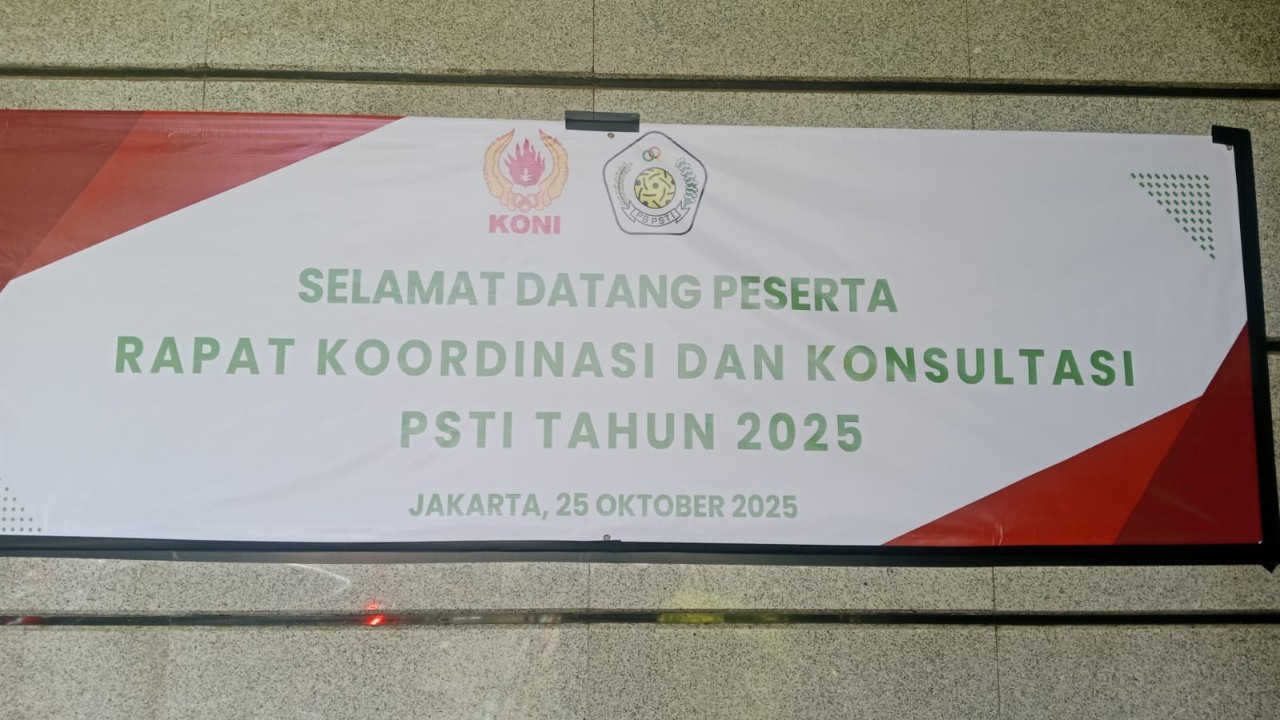 KONI
PB PSTI
SELAMAT DATANG PESERTA
RAPAT KOORDINASI DAN KONSULTASI
PSTI TAHUN 2025
JAKARTA, 25 OKTOBER 2025